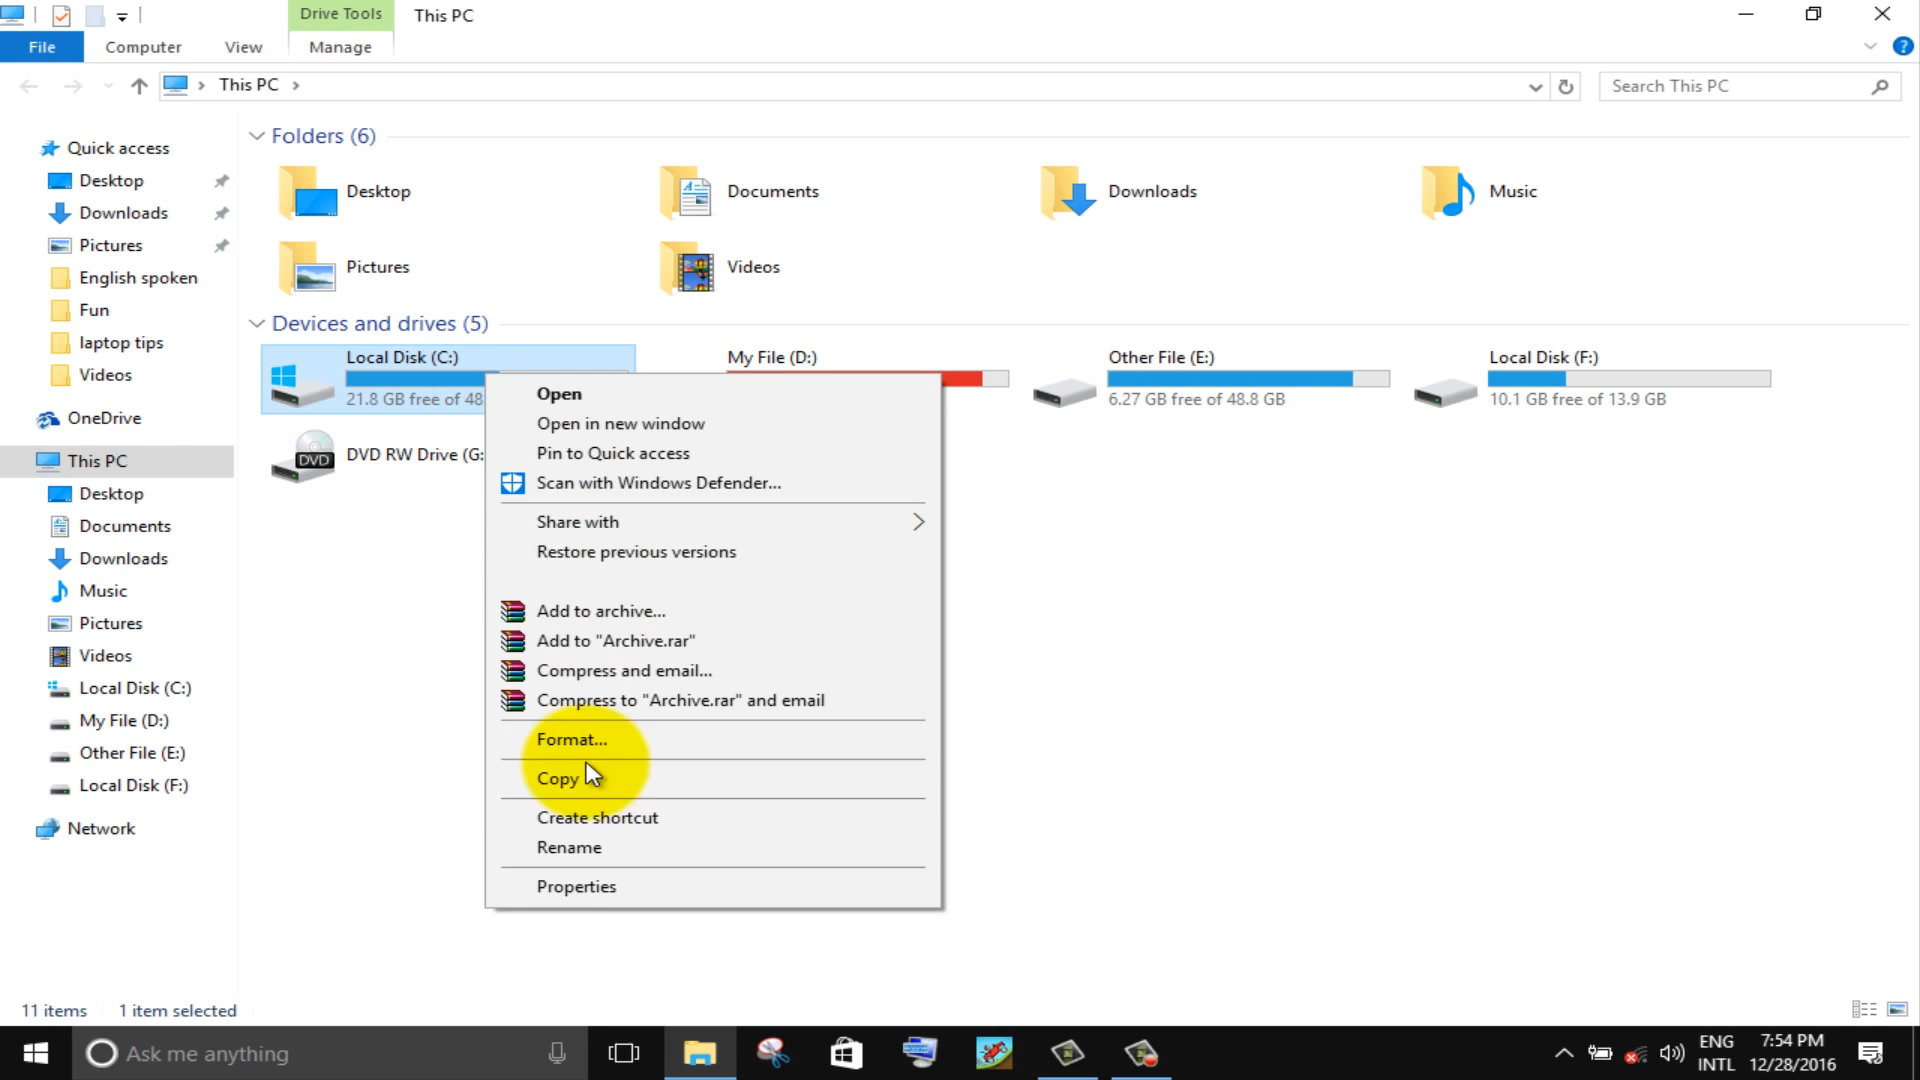 Drive Tools
This PC
File
Computer
View
Manage
This PC
Search This PC
Quick access
Desktop
Downloads
Pictures
English spoken
Fun
laptop tips
Videos
OneDrive
This PC
Desktop
Documents
Downloads
Music
Pictures
Videos
Local Disk (C:)
My File (D:)
Other File (E:)
Local Disk (F:)
Network
Folders (6)
Desktop
Documents
Downloads
Music
Pictures
Videos
Devices and drives (5)
Local Disk (C:)
21.8 GB free of 48
My File (D:)
Other File (E:)
6.27 GB free of 48.8 GB
Local Disk (F:)
10.1 GB free of 13.9 GB
DVD
DVD RW Drive (G:
Open
Open in new window
Pin to Quick access
Scan with Windows Defender...
Share with
Restore previous versions
Add to archive...
Add to "Archive.rar"
Compress and email...
Compress to "Archive.rar" and email
Format...
Copy
Create shortcut
Rename
Properties
11 items
1 item selected
Ask me anything
ENG
INTL
7:54 PM
12/28/2016